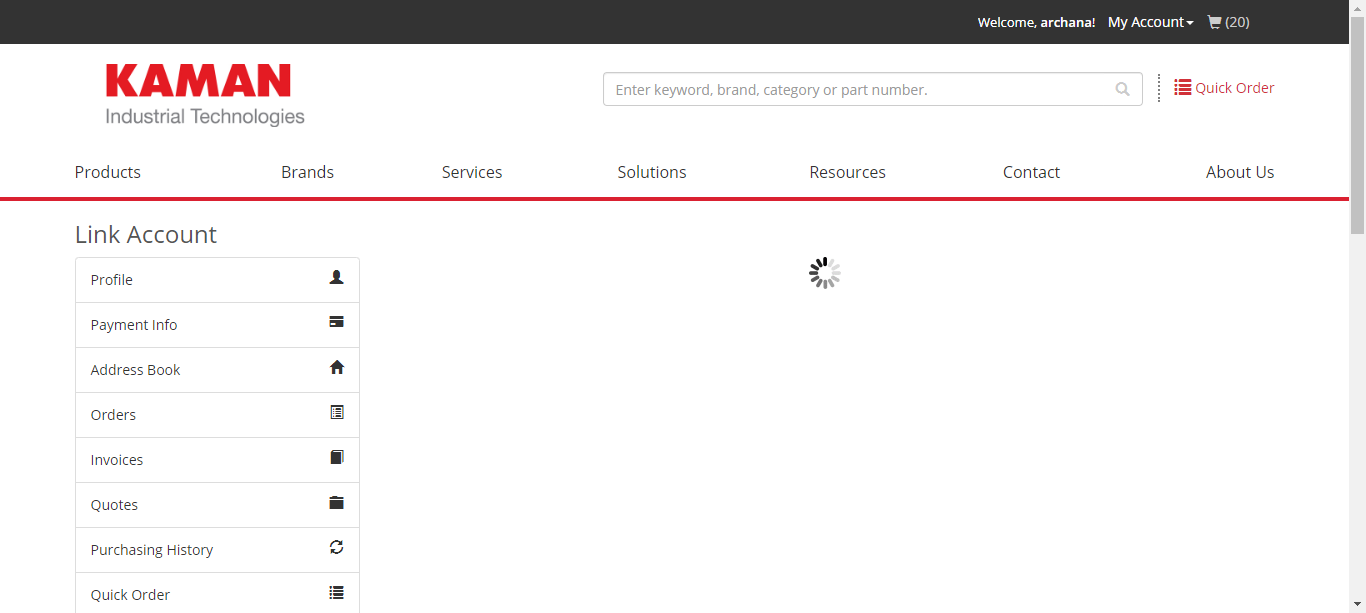 Welcome, archana! My Account (20)
KAMAN
Industrial Technologies
Enter keyword, brand, category or part number.
Quick Order
Products Brands Services Solutions Resources Contact About Us
Link Account
Profile
Payment Info
Address Book
Orders
Invoices
Quotes
Purchasing History
Quick Order